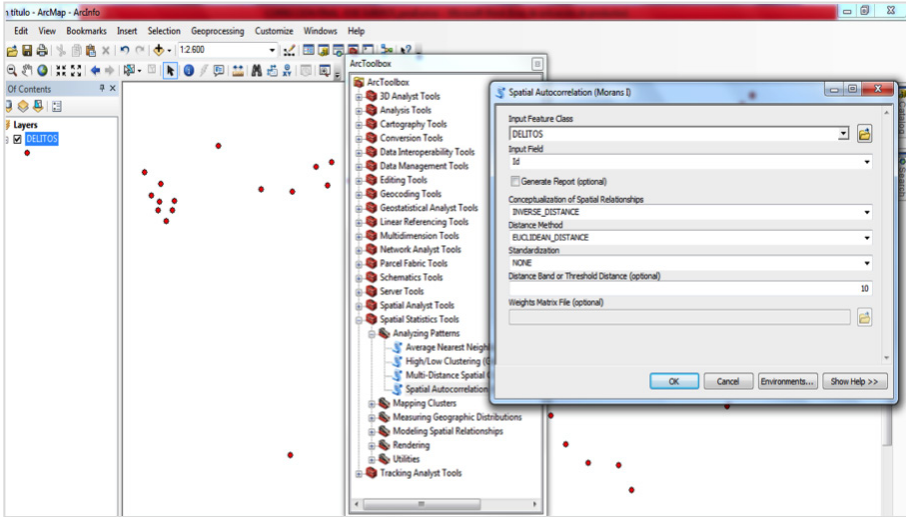 n título - ArcMap - ArcInfo
Edit View Bookmarks Insert Selection Geoprocessing Customize Windows Help
1:2.600
Of Contents
Layers
DELITOS
ArcToolbox
ArcToolbox
3D Analyst Tools
Analysis Tools
Cartography Tools
Conversion Tools
Data Interoperability Tools
Data Management Tools
Editing Tools
Geocoding Tools
Geostatistical Analyst Tools
Linear Referencing Tools
Multidimension Tools
Network Analyst Tools
Parcel Fabric Tools
Schematics Tools
Server Tools
Spatial Analyst Tools
Spatial Statistics Tools
Analyzing Patterns
Average Nearest Neigh
High/Low Clustering (G
Multi-Distance Spatial
Spatial Autocorrelation
Mapping Clusters
Measuring Geographic Distributions
Modeling Spatial Relationships
Rendering
Utilities
Tracking Analyst Tools
Spatial Autocorrelation (Morans I)
Input Feature Class
DELITOS
Input Field
Id
Generate Report (optional)
Conceptualization of Spatial Relationships
INVERSE_DISTANCE
Distance Method
EUCLIDEAN_DISTANCE
Standardization
NONE
Distance Band or Threshold Distance (optional)
10
Weights Matrix File (optional)
OK Cancel Environments... Show Help >>
Catalog
Search